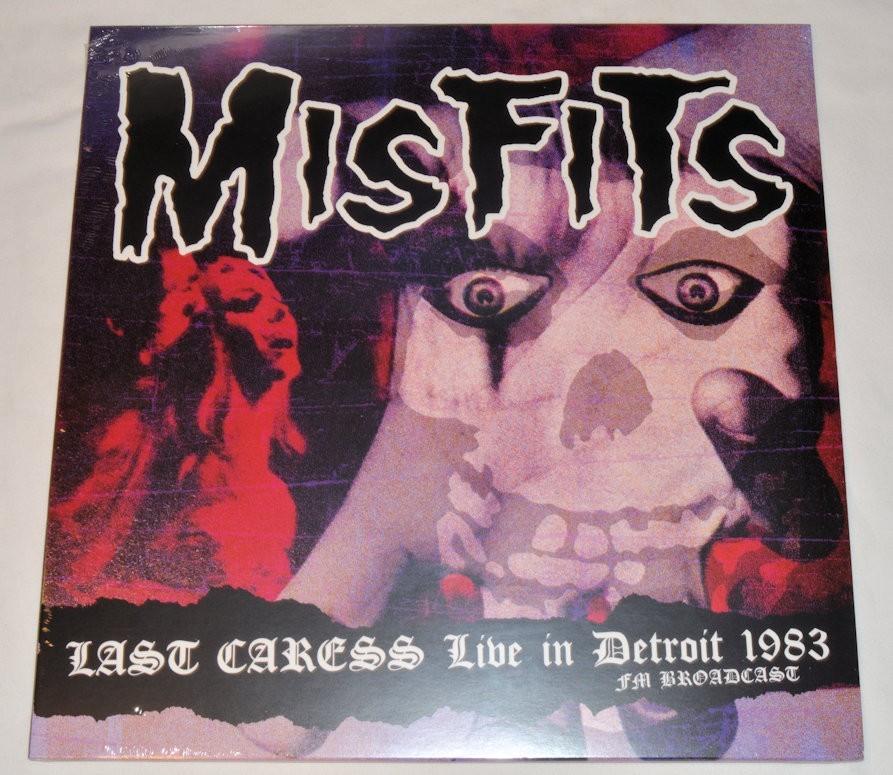 MISFITS
LAST CARESS Live in Detroit 1983
FM BROADCAST